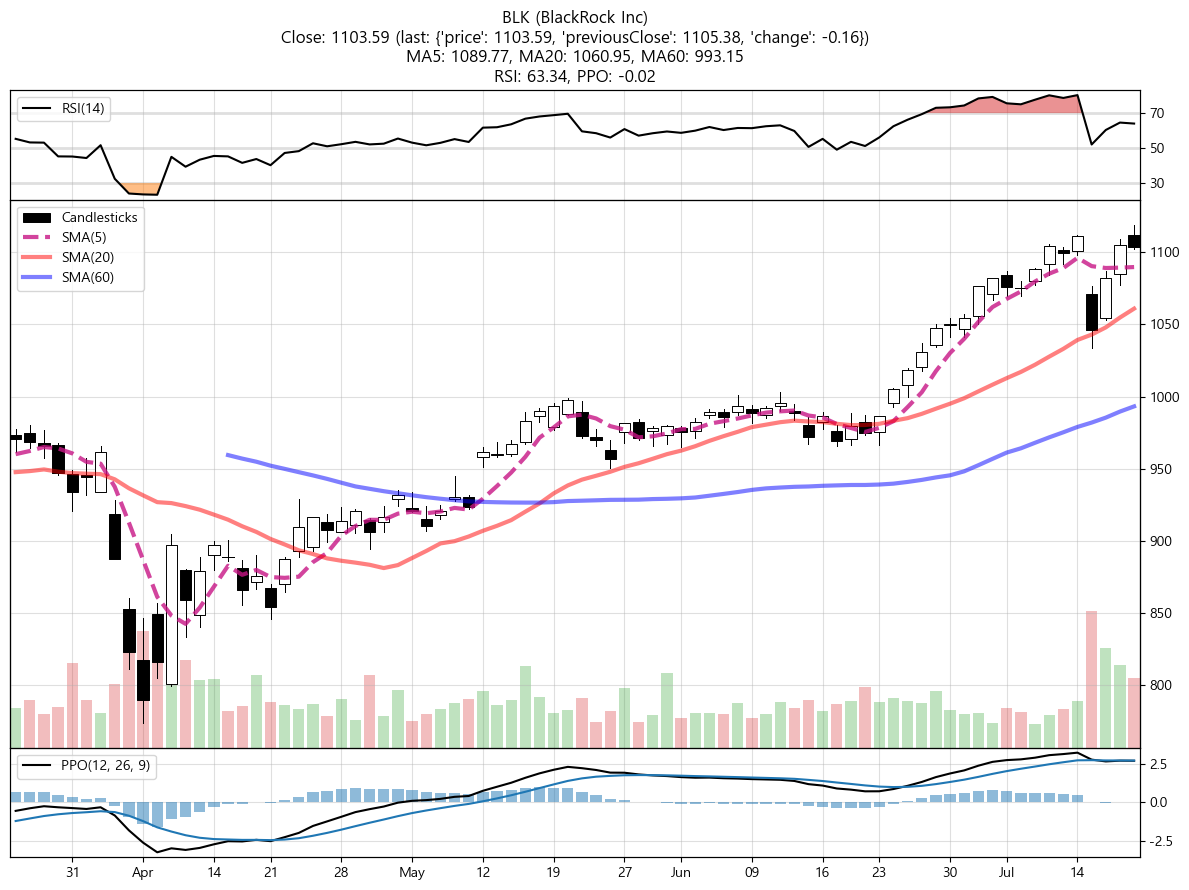 BLK (BlackRock Inc)
Close: 1103.59 (last: {'price': 1103.59, 'previousClose': 1105.38, 'change': -0.16})
MA5: 1089.77, MA20: 1060.95, MA60: 993.15
RSI: 63.34, PPO: -0.02
RSI(14)
70
50
30
Candlesticks
SMA(5)
SMA(20)
SMA(60)
1100
1050
1000
950
900
850
800
PPO(12, 26, 9)
2.5
0.0
-2.5
31 Apr 14 21 28 May 12 19 27 Jun 09 16 23 30 Jul 14